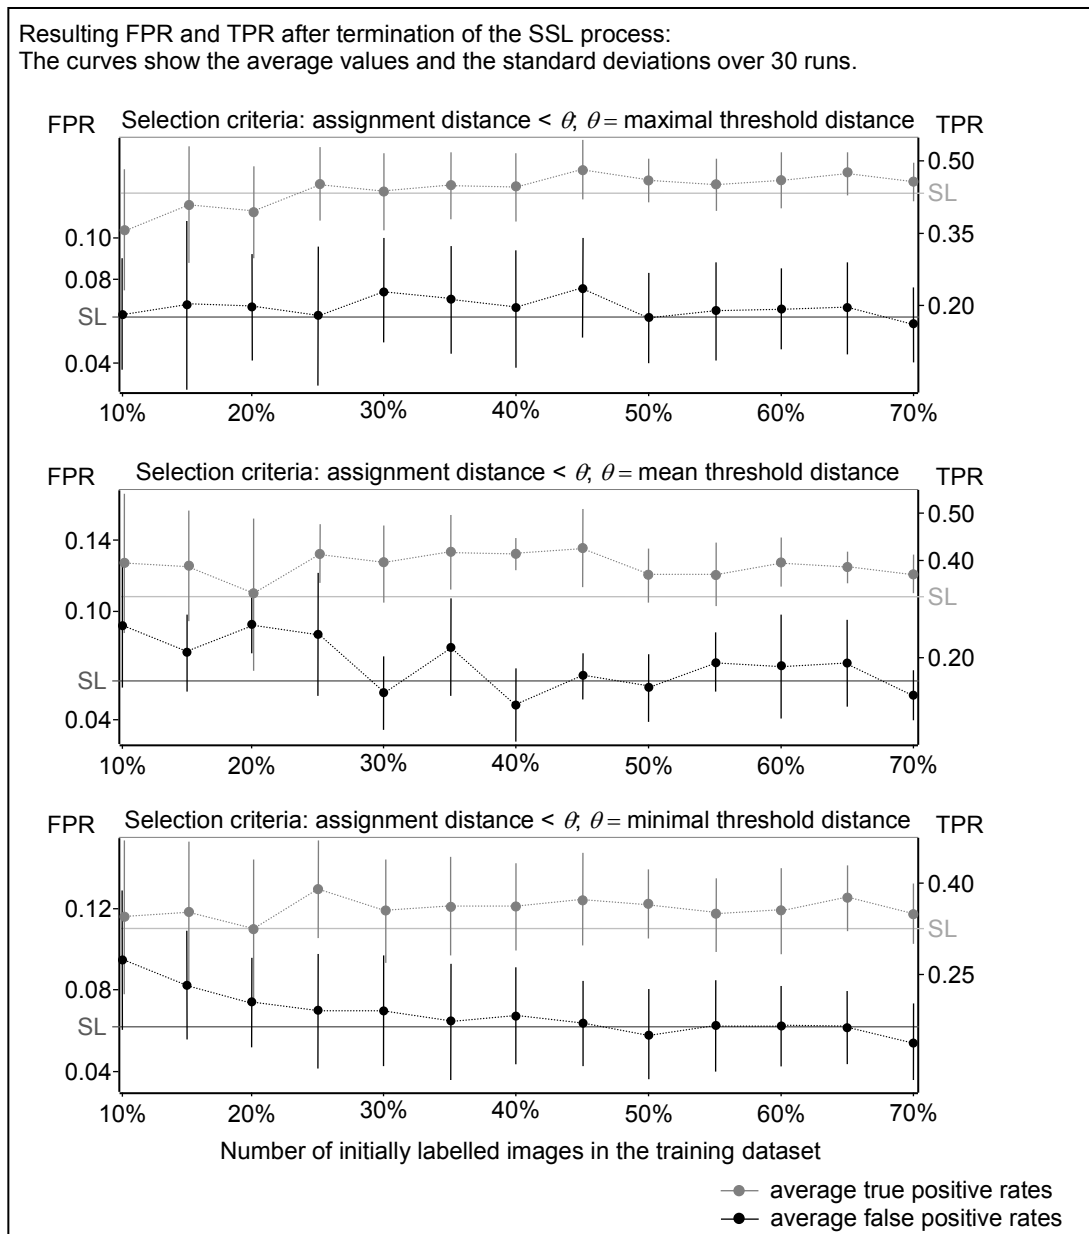 Resulting FPR and TPR after termination of the SSL process:
The curves show the average values and the standard deviations over 30 runs.
FPR Selection criteria: assignment distance < θ; θ = maximal threshold distance TPR
0.50
SL
0.35
0.10
0.08
0.20
SL
0.04
10% 20% 30% 40% 50% 60% 70%
FPR Selection criteria: assignment distance < θ; θ = mean threshold distance TPR
0.50
0.14
0.40
SL
0.10
0.20
SL
0.04
10% 20% 30% 40% 50% 60% 70%
FPR Selection criteria: assignment distance < θ; θ = minimal threshold distance TPR
0.40
0.12
SL
0.25
0.08
SL
0.04
10% 20% 30% 40% 50% 60% 70%
Number of initially labelled images in the training dataset
average true positive rates
average false positive rates